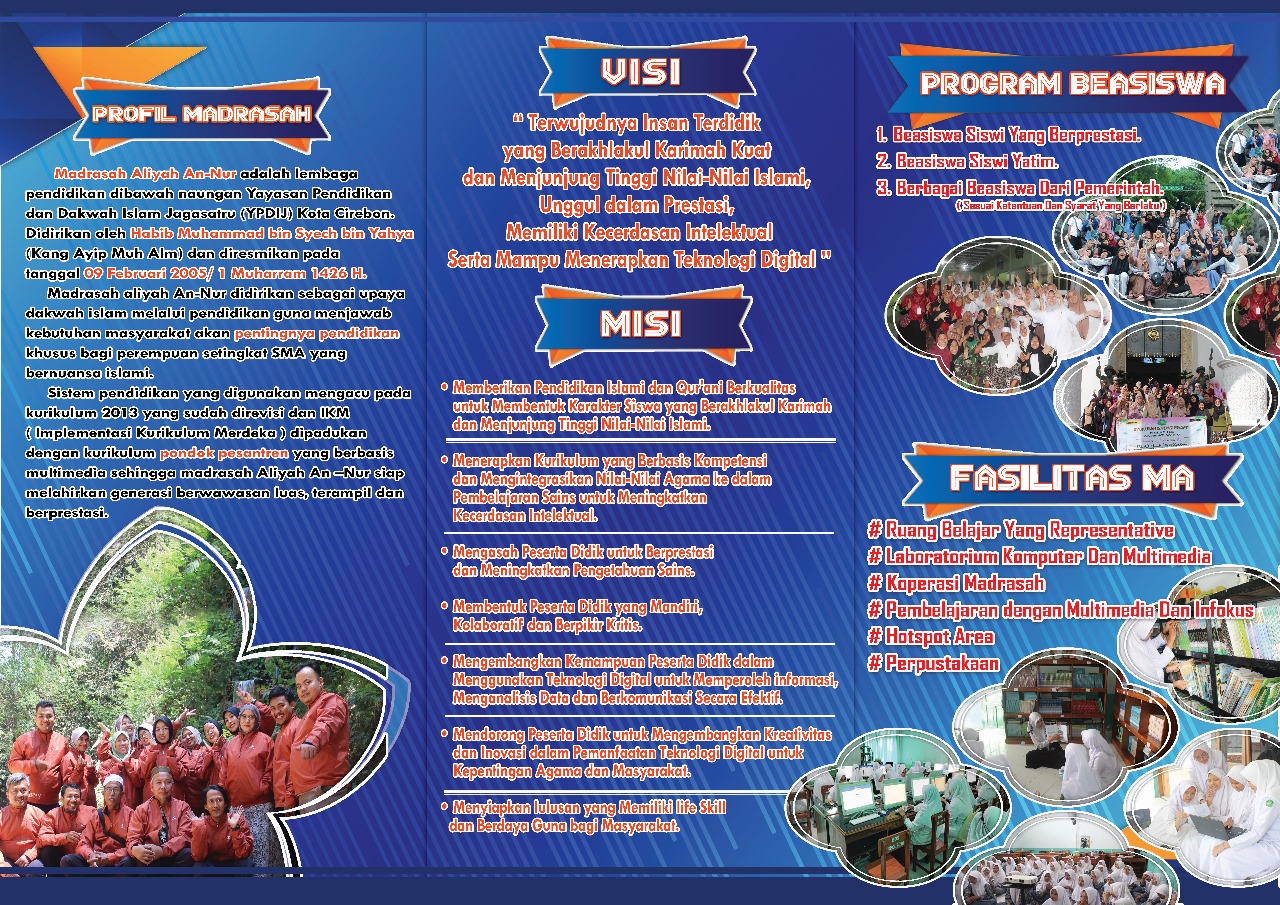 PROFIL MADRASAH
Madrasah Aliyah An-Nur adalah lembaga
pendidikan dibawah naungan Yayasan Pendidikan
dan Dakwah Islam Jagasatru (YPDIJ) Kota Cirebon.
Didirikan oleh Habib Muhammad bin Syech bin Yahya
(Kang Ayip Muh Alm) dan diresmikan pada
tanggal 09 Februari 2005/ 1 Muharram 1426 H.
Madrasah aliyah An-Nur didirikan sebagai upaya
dakwah islam melalui pendidikan guna menjawab
kebutuhan masyarakat akan pentingnya pendidikan
khusus bagi perempuan setingkat SMA yang
bernuansa islami.
Sistem pendidikan yang digunakan mengacu pada
kurikulum 2013 yang sudah direvisi dan IKM
( Implementasi Kurikulum Merdeka ) dipadukan
dengan kurikulum pondok pesantren yang berbasis
multimedia sehingga madrasah Aliyah An –Nur siap
melahirkan generasi berwawasan luas, terampil dan
berprestasi.
VISI
“ Terwujudnya Insan Terdidik
yang Berakhlakul Karimah Kuat
dan Menjunjung Tinggi Nilai-Nilai Islami,
Unggul dalam Prestasi,
Memiliki Kecerdasan Intelektual
Serta Mampu Menerapkan Teknologi Digital ”
MISI
• Memberikan Pendidikan Islami dan Qur'ani Berkualitas
untuk Membentuk Karakter Siswa yang Berakhlakul Karimah
dan Menjunjung Tinggi Nilai-Nilai Islami.
• Menerapkan Kurikulum yang Berbasis Kompetensi
dan Mengintegrasikan Nilai-Nilai Agama ke dalam
Pembelajaran Sains untuk Meningkatkan
Kecerdasan Intelektual.
• Mengasah Peserta Didik untuk Berprestasi
dan Meningkatkan Pengetahuan Sains.
• Membentuk Peserta Didik yang Mandiri,
Kolaboratif dan Berpikir Kritis.
• Mengembangkan Kemampuan Peserta Didik dalam
Menggunakan Teknologi Digital untuk Memperoleh informasi,
Menganalisis Data dan Berkomunikasi Secara Efektif.
• Mendorong Peserta Didik untuk Mengembangkan Kreativitas
dan Inovasi dalam Pemanfaatan Teknologi Digital untuk
Kepentingan Agama dan Masyarakat.
• Menyiapkan lulusan yang Memiliki life Skill
dan Berdaya Guna bagi Masyarakat.
PROGRAM BEASISWA
1. Beasiswa Siswi Yang Berprestasi.
2. Beasiswa Siswi Yatim.
3. Berbagai Beasiswa Dari Pemerintah.
( Sesuai Ketentuan Dan Syarat Yang Berlaku )
FASILITAS MA
# Ruang Belajar Yang Representative
# Laboratorium Komputer Dan Multimedia
# Koperasi Madrasah
# Pembelajaran dengan Multimedia Dan Infokus
# Hotspot Area
# Perpustakaan